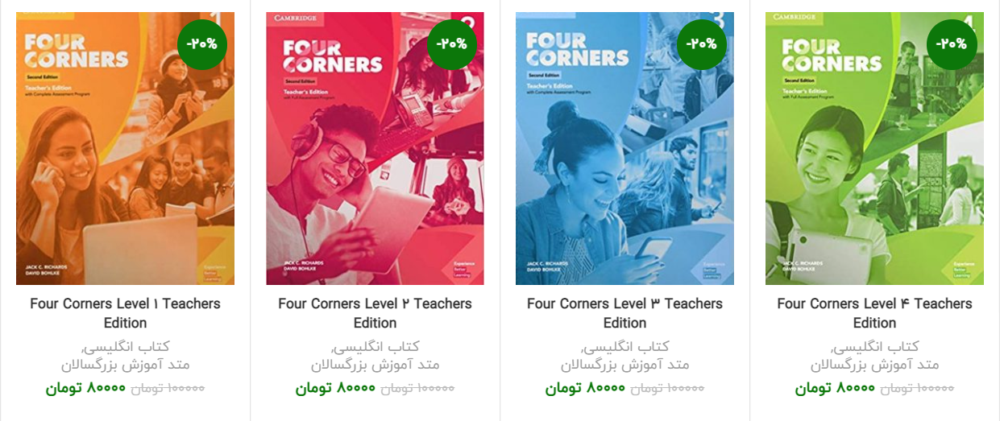 -۲۰%
FOUR
CORNERS
Second Edition
Teacher's Edition
with Complete Assessment Program
JACK C. RICHARDS
DAVID BOHLKE
Experience
Better
Learning
Four Corners Level ۱ Teachers
Edition
کتاب انگلیسی,
متد آموزش بزرگسالان
۱۰۰۰۰۰ تومان ۸۰۰۰۰ تومان
CAMBRIDGE
2
-۲۰%
FOUR
CORNERS
Second Edition
Teacher's Edition
with Full Assessment Program
JACK C. RICHARDS
DAVID BOHLKE
Experience
Better
Learning
Four Corners Level ۲ Teachers
Edition
کتاب انگلیسی,
متد آموزش بزرگسالان
۱۰۰۰۰۰ تومان ۸۰۰۰۰ تومان
3
-۲۰%
FOUR
CORNERS
Second Edition
Teacher's Edition
with Complete Assessment Program
JACK C. RICHARDS
DAVID BOHLKE
Experience
Better
Learning
Four Corners Level ۳ Teachers
Edition
کتاب انگلیسی,
متد آموزش بزرگسالان
۱۰۰۰۰۰ تومان ۸۰۰۰۰ تومان
CAMBRIDGE
4
-۲۰%
FOUR
CORNERS
Second Edition
Teacher's Edition
with Full Assessment Program
JACK C. RICHARDS
DAVID BOHLKE
Experience
Better
Learning
Four Corners Level ۴ Teachers
Edition
کتاب انگلیسی,
متد آموزش بزرگسالان
۱۰۰۰۰۰ تومان ۸۰۰۰۰ تومان